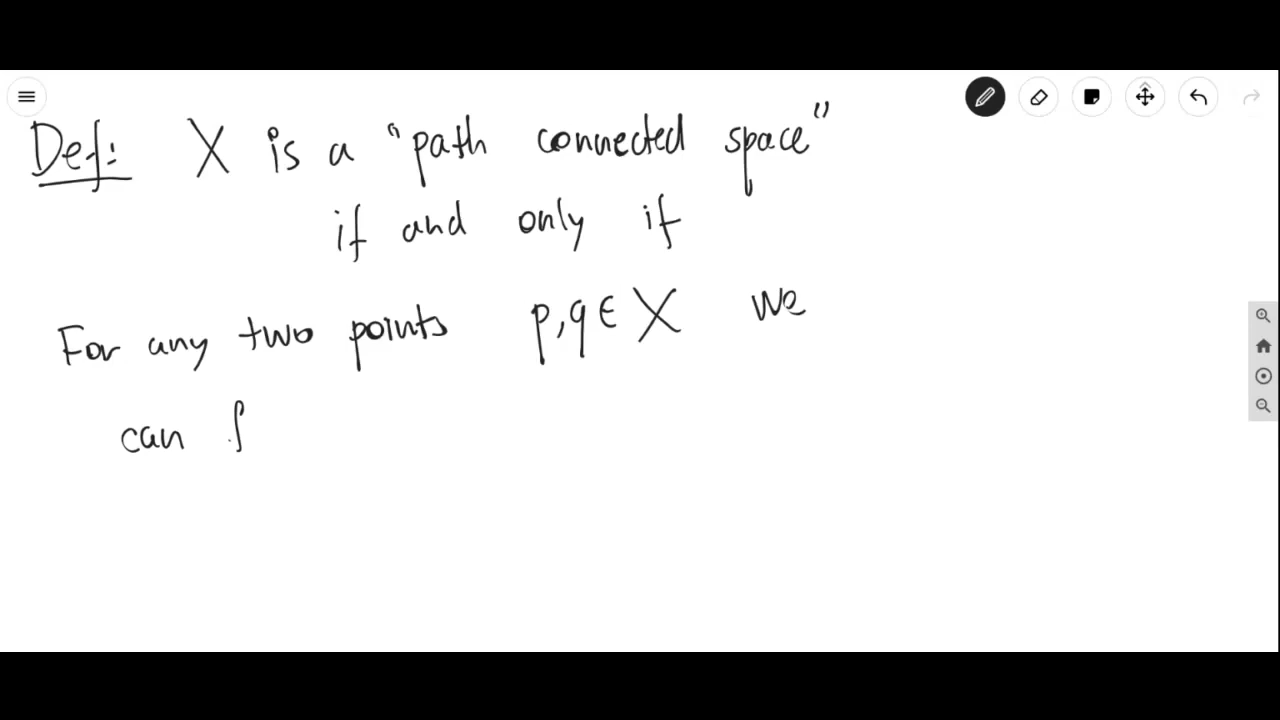 Def: X is a "path connected space"
if and only if
For any two points p,q ∈ X we
can f